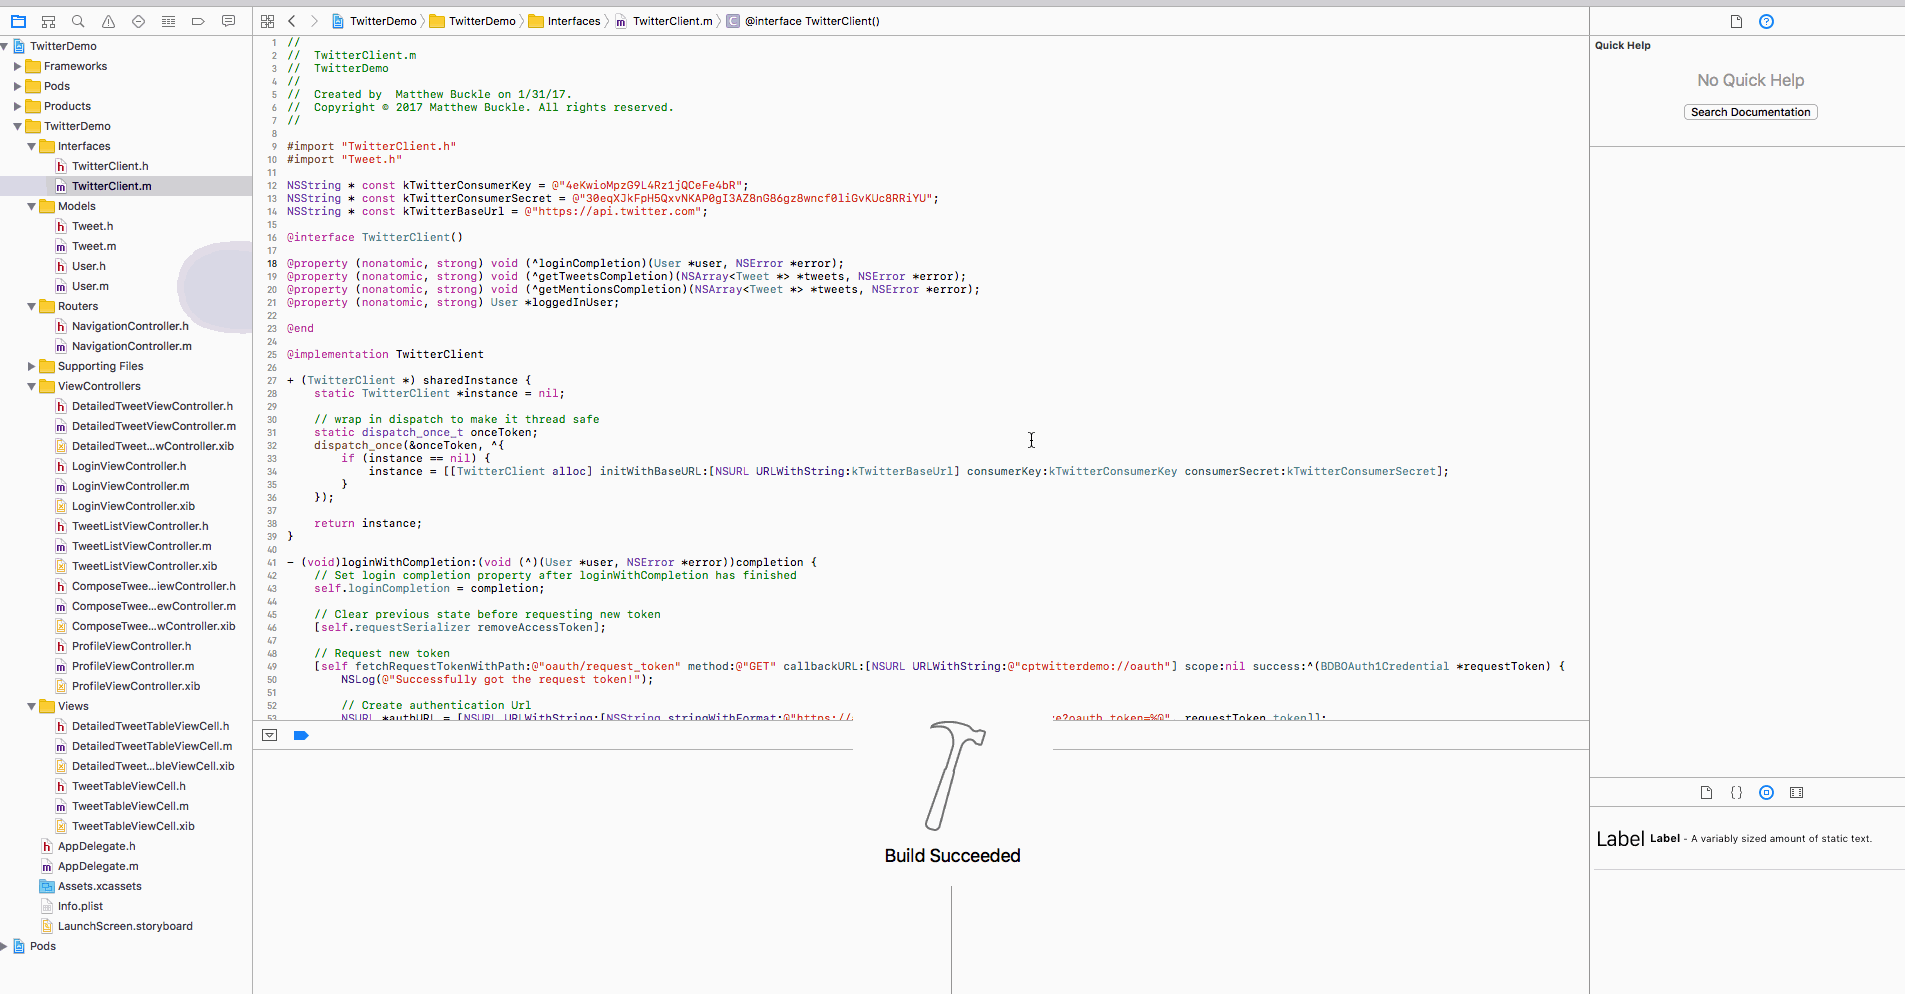 TwitterDemo TwitterDemo Interfaces TwitterClient.m @interface TwitterClient()
TwitterDemo
Frameworks
Pods
Products
TwitterDemo
Interfaces
TwitterClient.h
TwitterClient.m
Models
Tweet.h
Tweet.m
User.h
User.m
Routers
NavigationController.h
NavigationController.m
Supporting Files
ViewControllers
DetailedTweetViewController.h
DetailedTweetViewController.m
DetailedTweet...wController.xib
LoginViewController.h
LoginViewController.m
LoginViewController.xib
TweetListViewController.h
TweetListViewController.m
TweetListViewController.xib
ComposeTwee...iewController.h
ComposeTwee...ewController.m
ComposeTwee...wController.xib
ProfileViewController.h
ProfileViewController.m
ProfileViewController.xib
Views
DetailedTweetTableViewCell.h
DetailedTweetTableViewCell.m
DetailedTweet...bleViewCell.xib
TweetTableViewCell.h
TweetTableViewCell.m
TweetTableViewCell.xib
AppDelegate.h
AppDelegate.m
Assets.xcassets
Info.plist
LaunchScreen.storyboard
Pods
1 //
2 // TwitterClient.m
3 // TwitterDemo
4 //
5 // Created by Matthew Buckle on 1/31/17.
6 // Copyright © 2017 Matthew Buckle. All rights reserved.
7 //
8
9 #import "TwitterClient.h"
10 #import "Tweet.h"
11
12 NSString * const kTwitterConsumerKey = @"4eKwioMpzG9L4Rz1jQCeFe4bR";
13 NSString * const kTwitterConsumerSecret = @"30eqXJkFpH5QxvNKAP0gI3AZ8nG86gz8wncf0liGvKUc8RRiYU";
14 NSString * const kTwitterBaseUrl = @"https://api.twitter.com";
15
16 @interface TwitterClient()
17
18 @property (nonatomic, strong) void (^loginCompletion)(User *user, NSError *error);
19 @property (nonatomic, strong) void (^getTweetsCompletion)(NSArray<Tweet *> *tweets, NSError *error);
20 @property (nonatomic, strong) void (^getMentionsCompletion)(NSArray<Tweet *> *tweets, NSError *error);
21 @property (nonatomic, strong) User *loggedInUser;
22
23 @end
24
25 @implementation TwitterClient
26
27 + (TwitterClient *) sharedInstance {
28 static TwitterClient *instance = nil;
29
30 // wrap in dispatch to make it thread safe
31 static dispatch_once_t onceToken;
32 dispatch_once(&onceToken, ^{
33 if (instance == nil) {
34 instance = [[TwitterClient alloc] initWithBaseURL:[NSURL URLWithString:kTwitterBaseUrl] consumerKey:kTwitterConsumerKey consumerSecret:kTwitterConsumerSecret];
35 }
36 });
37
38 return instance;
39 }
40
41 - (void)loginWithCompletion:(void (^)(User *user, NSError *error))completion {
42 // Set login completion property after loginWithCompletion has finished
43 self.loginCompletion = completion;
44
45 // Clear previous state before requesting new token
46 [self.requestSerializer removeAccessToken];
47
48 // Request new token
49 [self fetchRequestTokenWithPath:@"oauth/request_token" method:@"GET" callbackURL:[NSURL URLWithString:@"cptwitterdemo://oauth"] scope:nil success:^(BDBOAuth1Credential *requestToken) {
50 NSLog(@"Successfully got the request token!");
51
52 // Create authentication Url
53 NSURL *authURL = [NSURL URLWithString:[NSString stringWithFormat:@"https:// e?oauth_token=%@", requestToken.token]];
Build Succeeded
Quick Help
No Quick Help
Search Documentation
Label Label - A variably sized amount of static text.